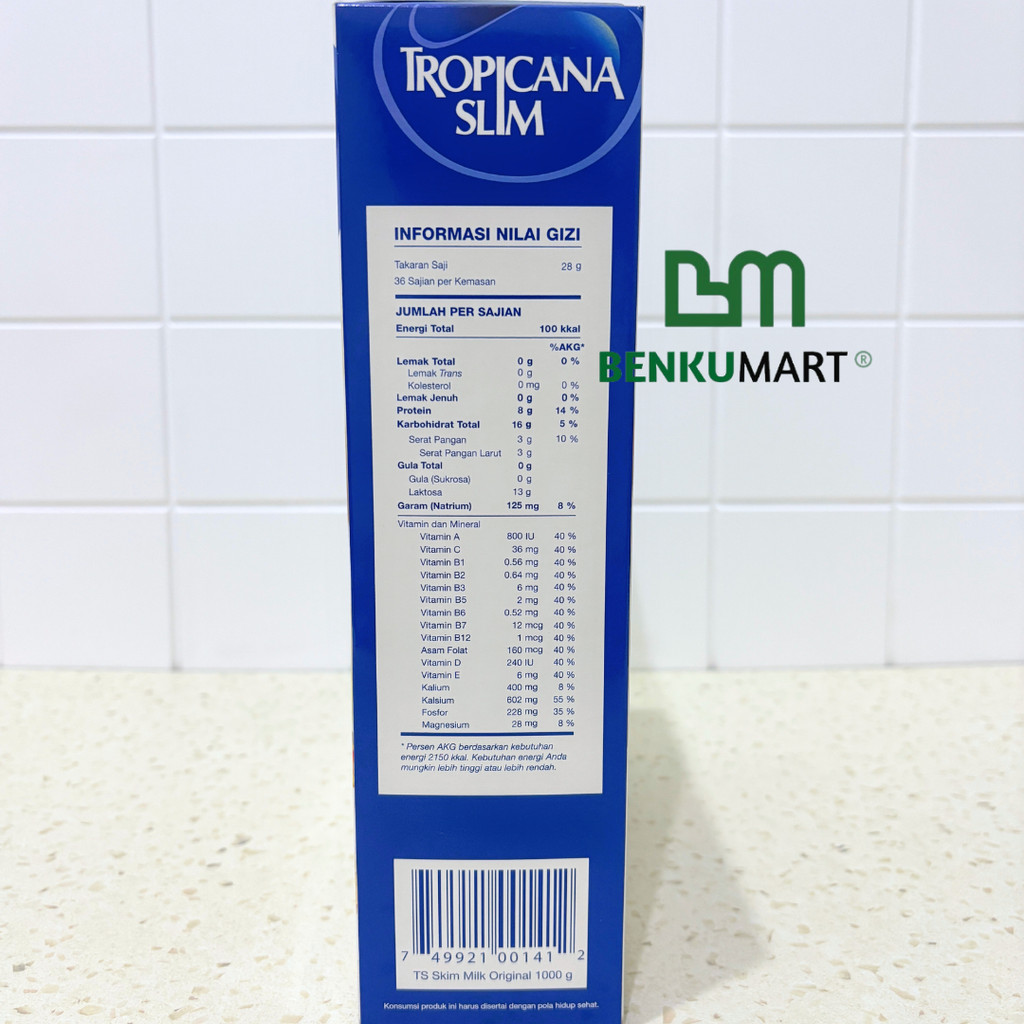 TROPICANA
SLIM
INFORMASI NILAI GIZI
Takaran Saji 28 g
36 Sajian per Kemasan
JUMLAH PER SAJIAN
Energi Total 100 kkal
%AKG*
Lemak Total 0 g 0 %
Lemak Trans 0 g
Kolesterol 0 mg 0 %
Lemak Jenuh 0 g 0 %
Protein 8 g 14 %
Karbohidrat Total 16 g 5 %
Serat Pangan 3 g 10 %
Serat Pangan Larut 3 g
Gula Total 0 g
Gula (Sukrosa) 0 g
Laktosa 13 g
Garam (Natrium) 125 mg 8 %
Vitamin dan Mineral
Vitamin A 800 IU 40 %
Vitamin C 36 mg 40 %
Vitamin B1 0.56 mg 40 %
Vitamin B2 0.64 mg 40 %
Vitamin B3 6 mg 40 %
Vitamin B5 2 mg 40 %
Vitamin B6 0.52 mg 40 %
Vitamin B7 12 mcg 40 %
Vitamin B12 1 mcg 40 %
Asam Folat 160 mcg 40 %
Vitamin D 240 IU 40 %
Vitamin E 6 mg 40 %
Kalium 400 mg 8 %
Kalsium 602 mg 55 %
Fosfor 228 mg 35 %
Magnesium 28 mg 8 %
* Persen AKG berdasarkan kebutuhan
energi 2150 kkal. Kebutuhan energi Anda
mungkin lebih tinggi atau lebih rendah.
7 49921 00141 2
TS Skim Milk Original 1000 g
Konsumsi produk ini harus disertai dengan pola hidup sehat.
BM
BENKUMART ®